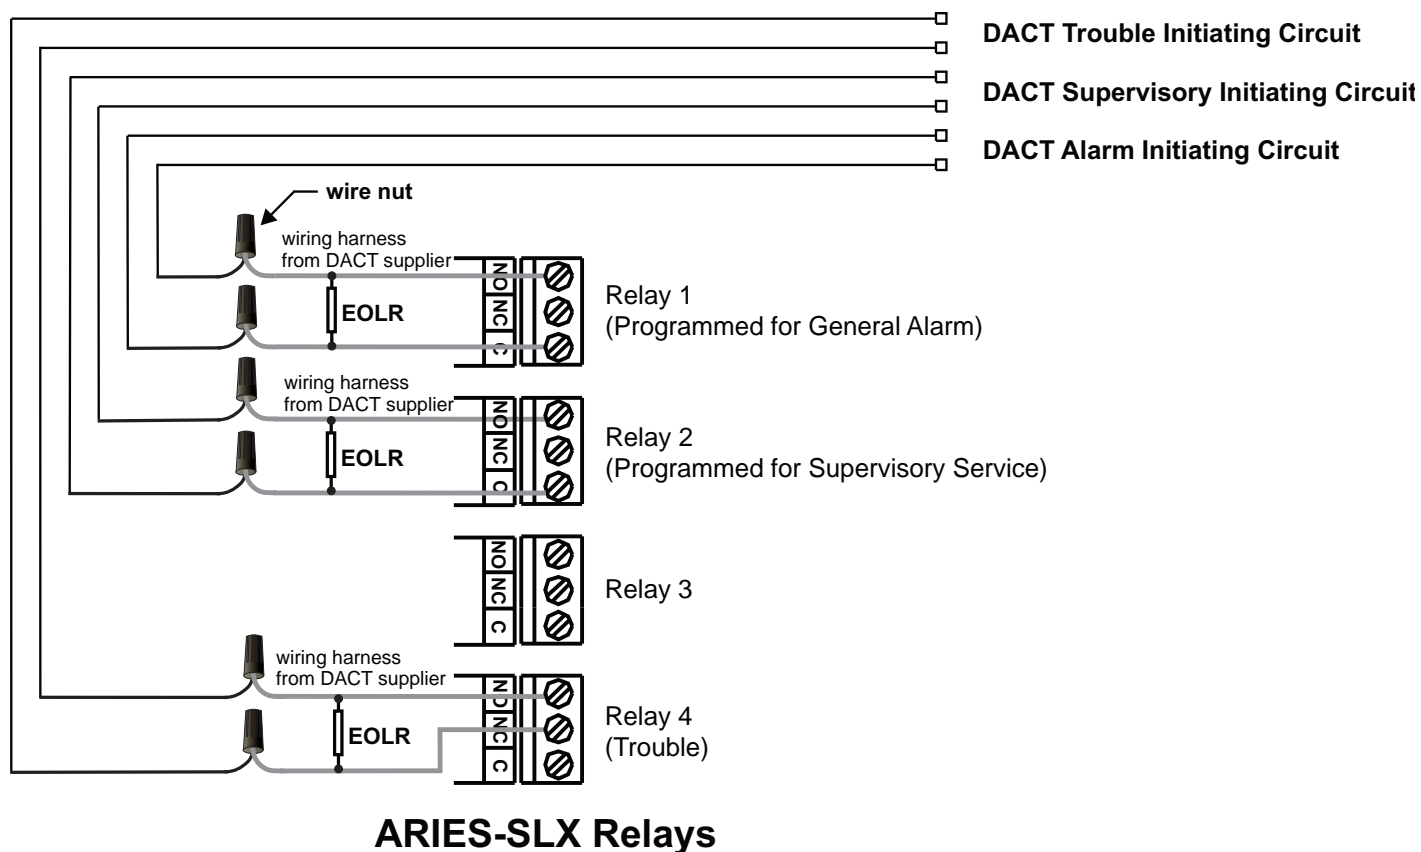 DACT Trouble Initiating Circuit
DACT Supervisory Initiating Circuit
DACT Alarm Initiating Circuit
wire nut
wiring harness
from DACT supplier
EOLR
NO
NC
C
Relay 1
(Programmed for General Alarm)
wiring harness
from DACT supplier
EOLR
NO
NC
C
Relay 2
(Programmed for Supervisory Service)
NO
NC
C
Relay 3
wiring harness
from DACT supplier
EOLR
NO
NC
C
Relay 4
(Trouble)
ARIES-SLX Relays